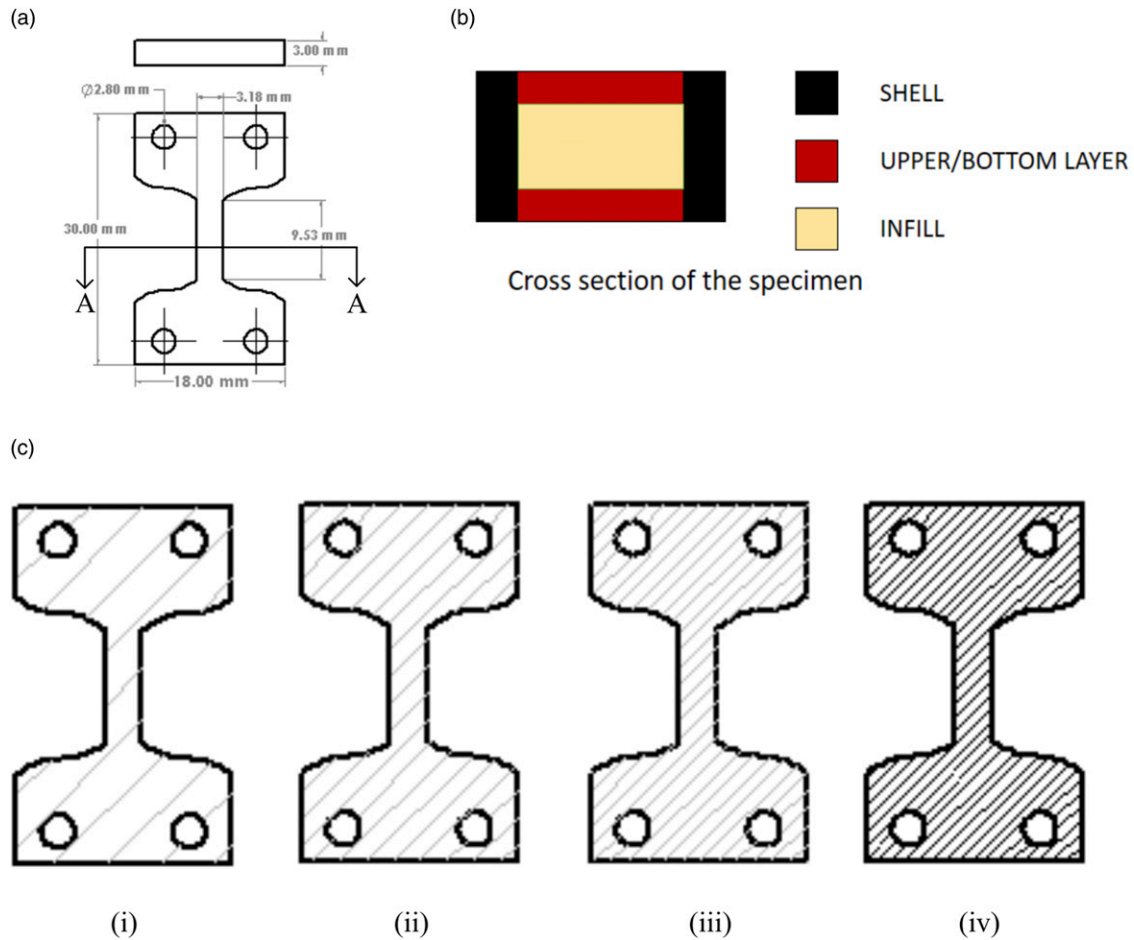 (a)
3.00 mm
Ø2.80 mm
3.18 mm
30.00 mm
9.53 mm
A
A
18.00 mm
(b)
SHELL
UPPER/BOTTOM LAYER
INFILL
Cross section of the specimen
(c)
(i)
(ii)
(iii)
(iv)